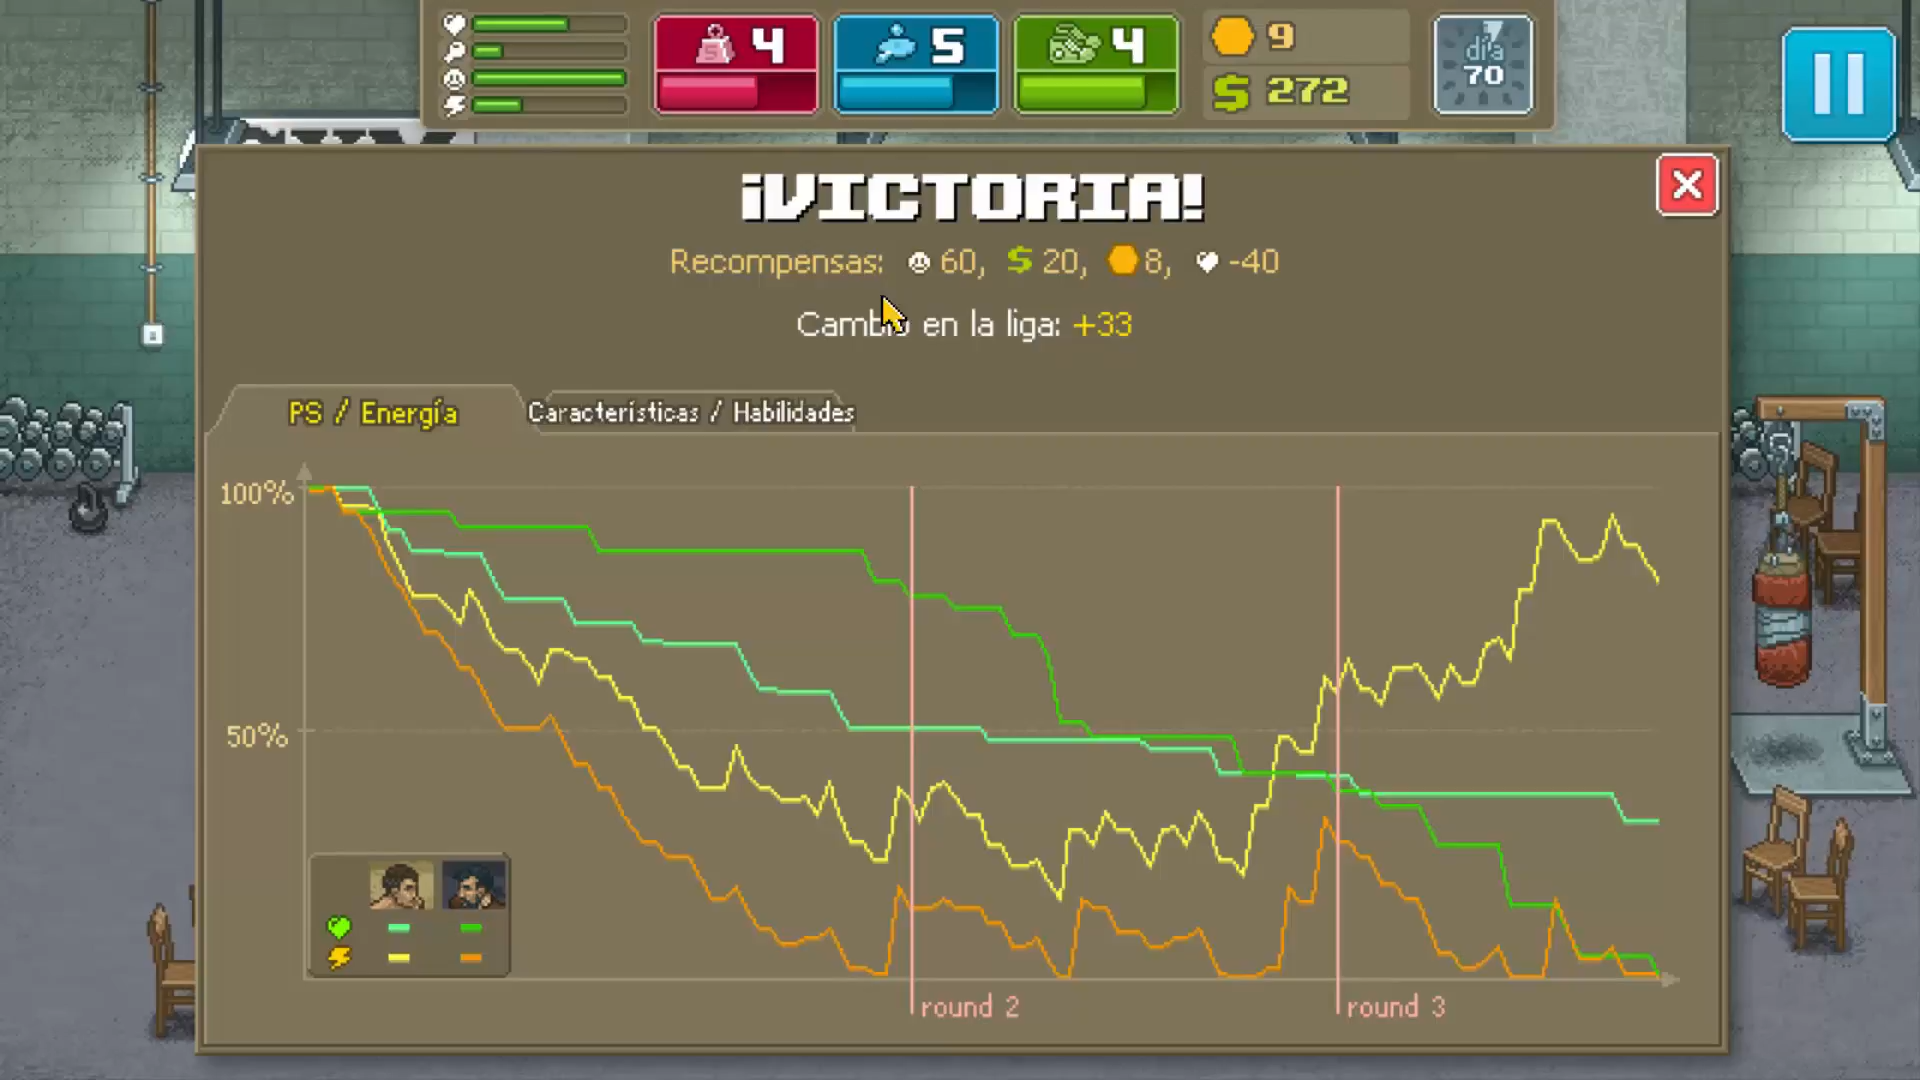 4
5
4
9
272
día
70
¡VICTORIA!
Recompensas: 60, $ 20, 8, -40
Cambio en la liga: +33
PS / Energía
Características / Habilidades
100%
50%
round 2
round 3